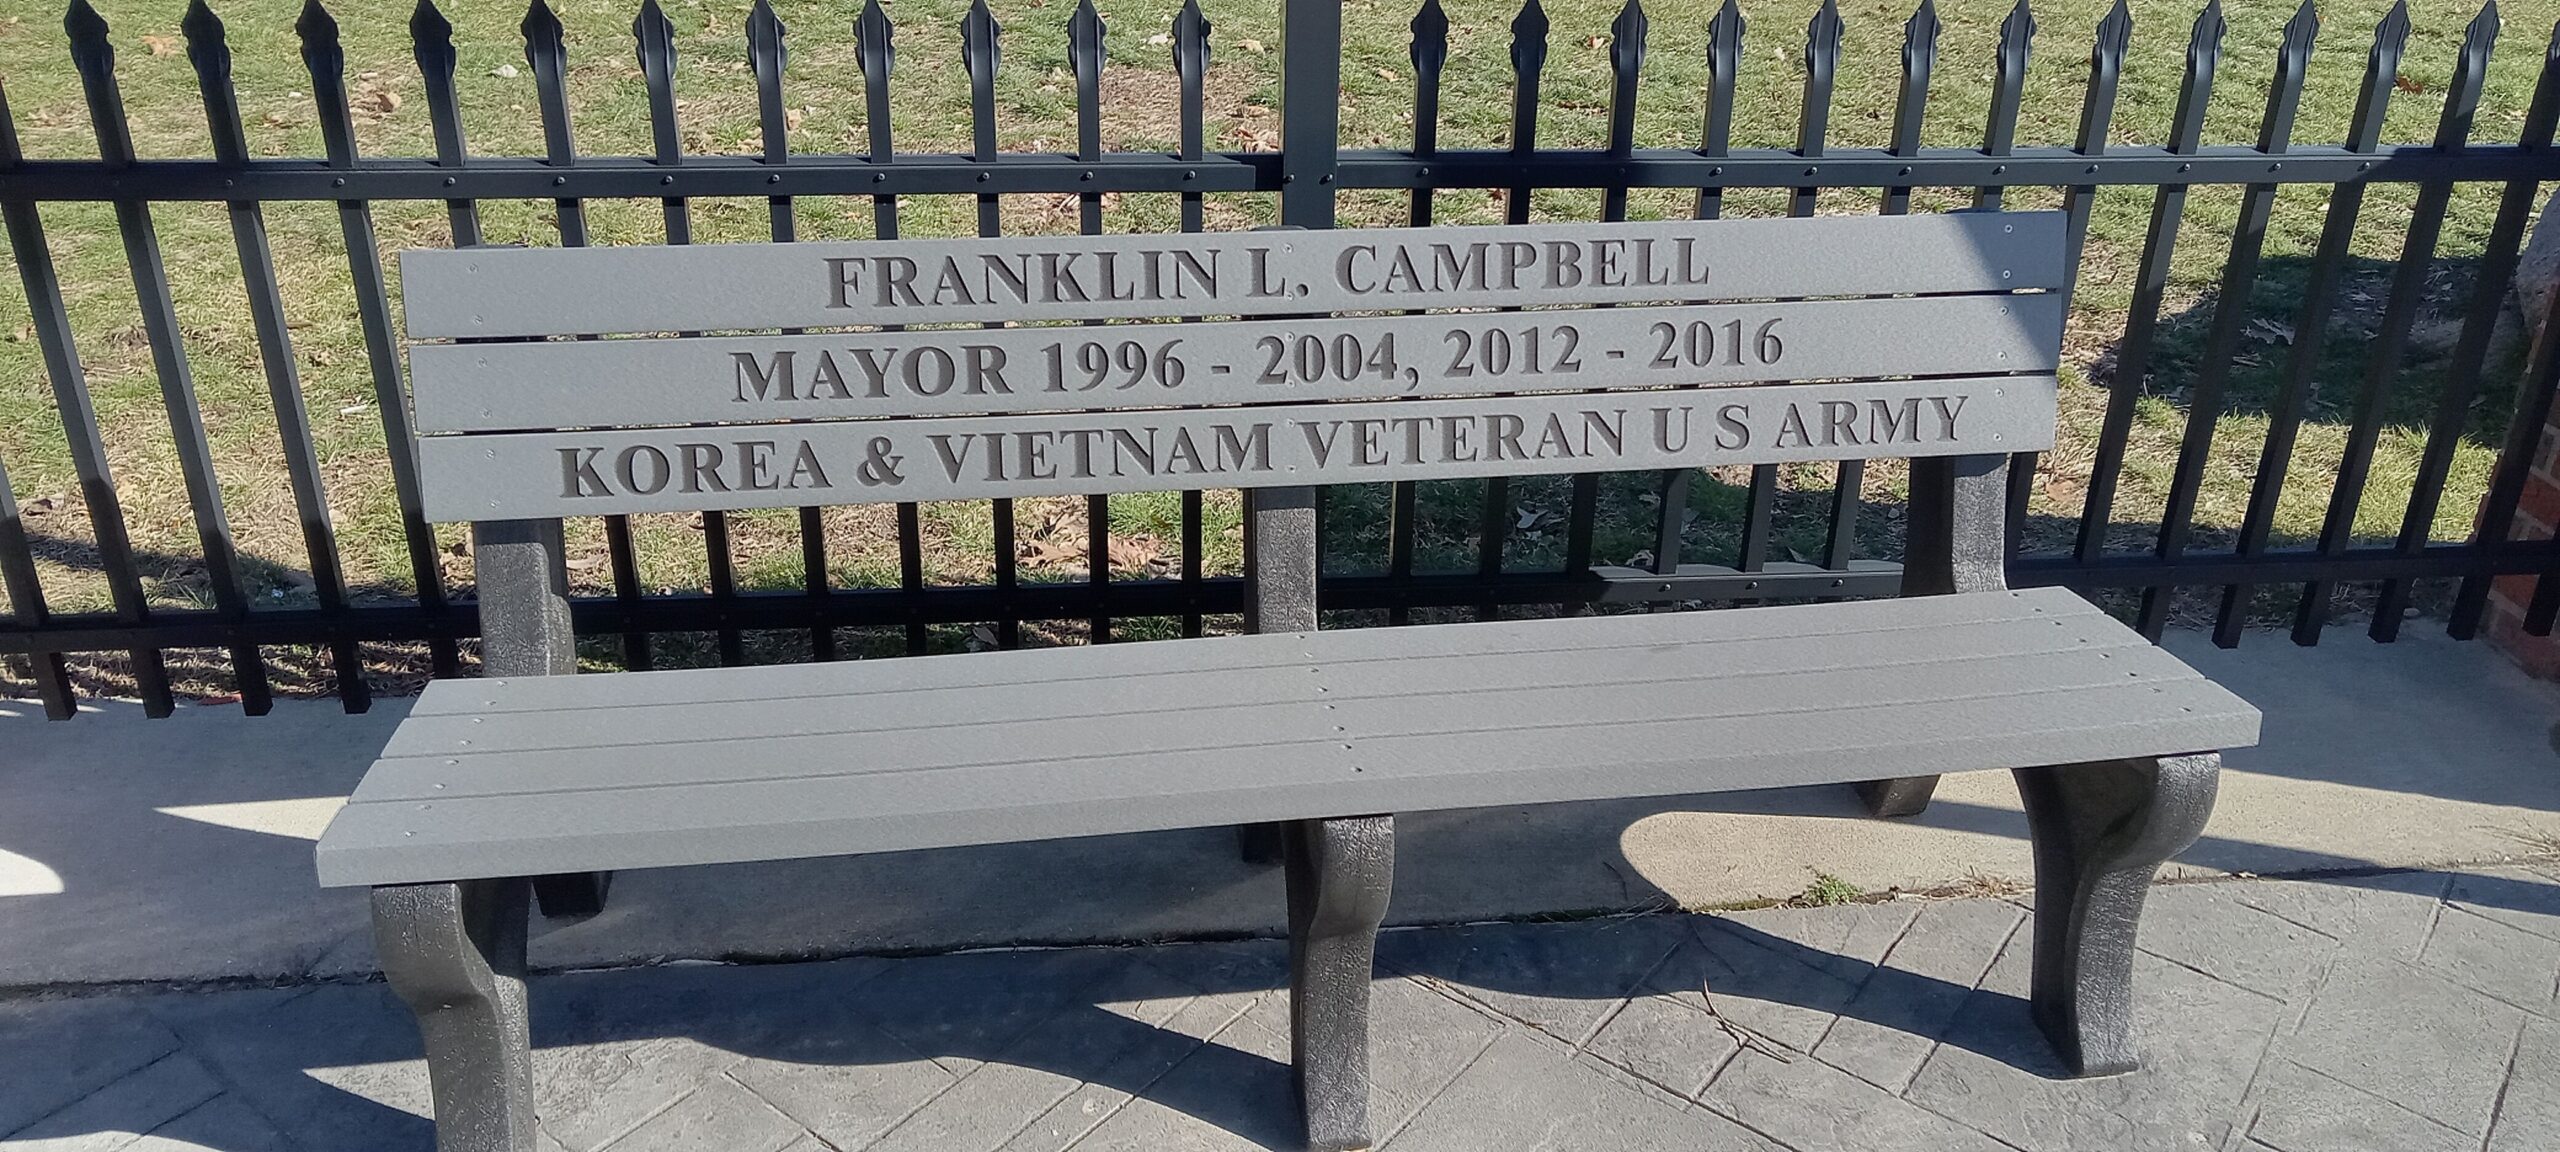 FRANKLIN L. CAMPBELL
MAYOR 1996 - 2004, 2012 - 2016
KOREA & VIETNAM VETERAN U S ARMY